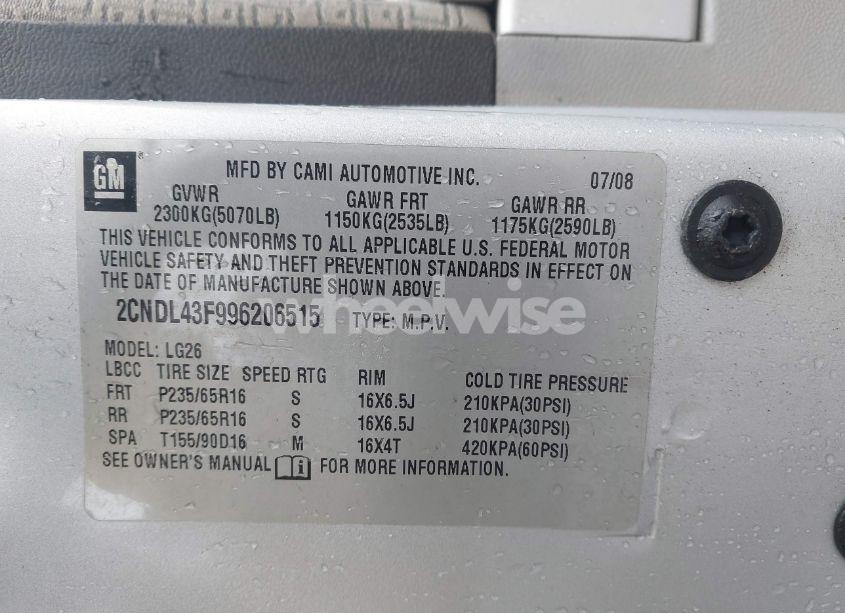 GM
MFD BY CAMI AUTOMOTIVE INC. 07/08
GVWR GAWR FRT GAWR RR
2300KG(5070LB) 1150KG(2535LB) 1175KG(2590LB)
THIS VEHICLE CONFORMS TO ALL APPLICABLE U.S. FEDERAL MOTOR
VEHICLE SAFETY AND THEFT PREVENTION STANDARDS IN EFFECT ON
THE DATE OF MANUFACTURE SHOWN ABOVE.
wheelwise
2CNDL43F996206515 TYPE: M.P.V.
MODEL: LG26
LBCC TIRE SIZE SPEED RTG RIM COLD TIRE PRESSURE
FRT P235/65R16 S 16X6.5J 210KPA(30PSI)
RR P235/65R16 S 16X6.5J 210KPA(30PSI)
SPA T155/90D16 M 16X4T 420KPA(60PSI)
SEE OWNER'S MANUAL FOR MORE INFORMATION.